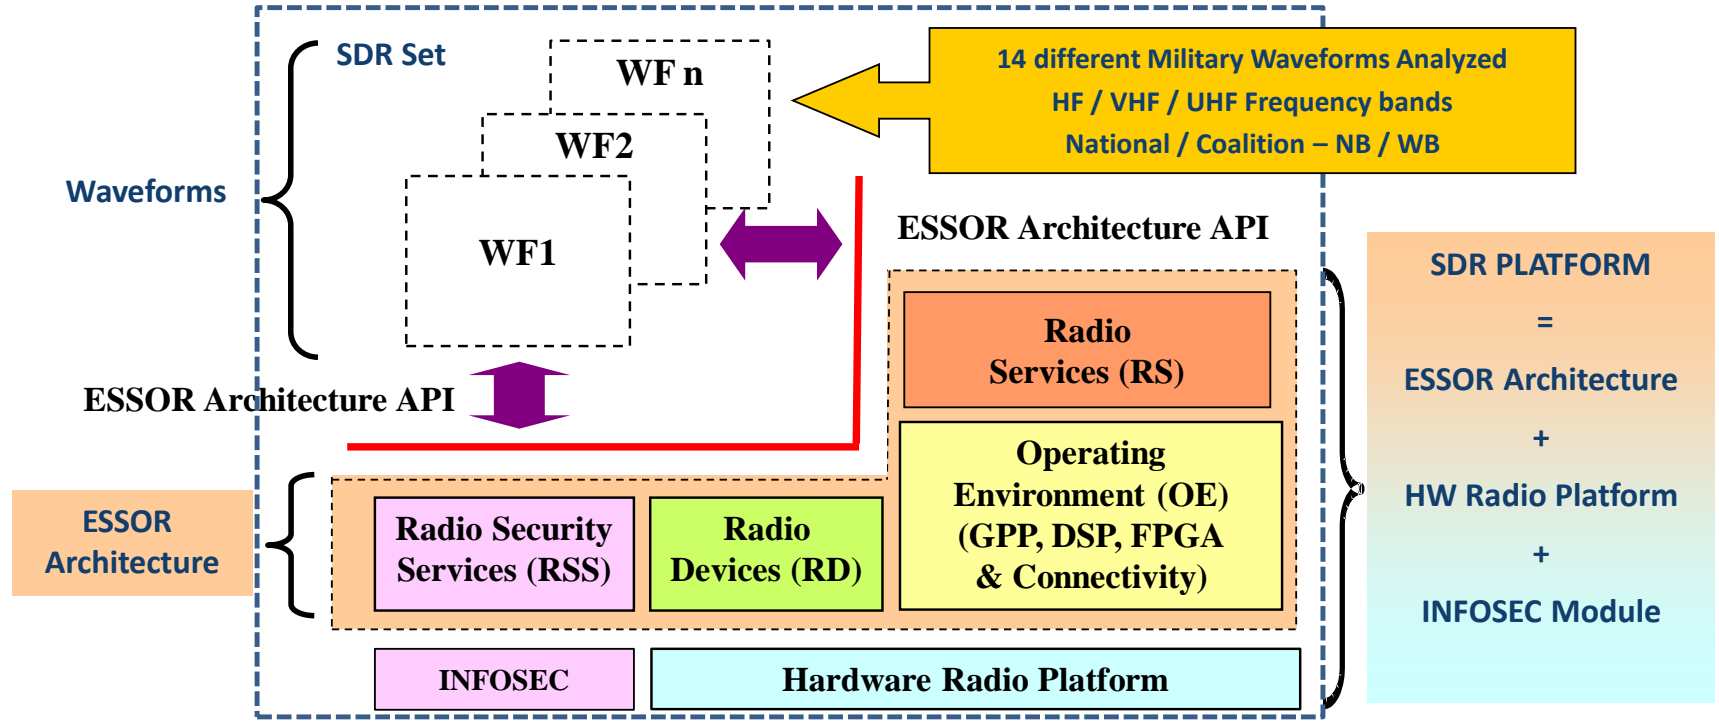 SDR Set
WF n
WF2
WF1
Waveforms
14 different Military Waveforms Analyzed
HF / VHF / UHF Frequency bands
National / Coalition – NB / WB
ESSOR Architecture API
ESSOR Architecture API
Radio
Services (RS)
Operating
Environment (OE)
(GPP, DSP, FPGA
& Connectivity)
ESSOR
Architecture
Radio Security
Services (RSS)
Radio
Devices (RD)
INFOSEC
Hardware Radio Platform
SDR PLATFORM
=
ESSOR Architecture
+
HW Radio Platform
+
INFOSEC Module